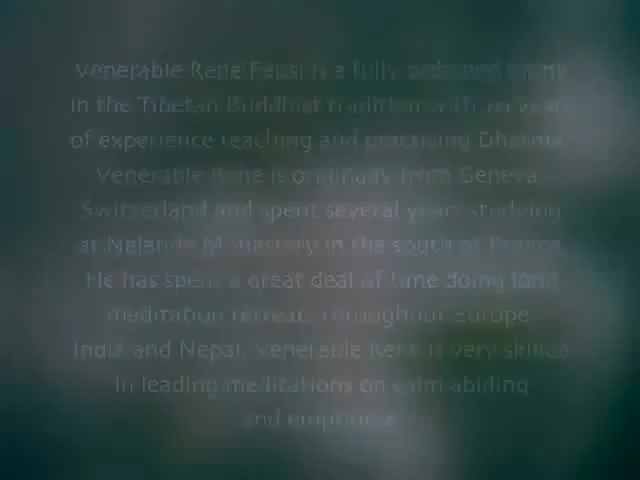 Venerable Rene Feusi is a fully ordained monk
in the Tibetan Buddhist tradition with years
of experience teaching and practising Dharma.
Venerable Rene is originally from Geneva
Switzerland and spent several years studying
at Nalanda Monastery in the south of France.
He has spent a great deal of time doing long
meditation retreats throughout Europe
India and Nepal. Venerable Rene is very skilled
in leading meditations on calm abiding
and emptiness